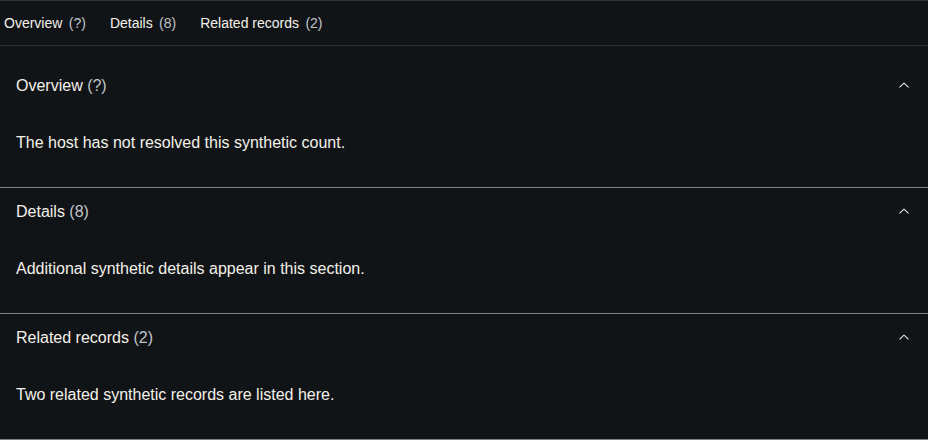 Overview (?) Details (8) Related records (2)
Overview (?)
The host has not resolved this synthetic count.
Details (8)
Additional synthetic details appear in this section.
Related records (2)
Two related synthetic records are listed here.